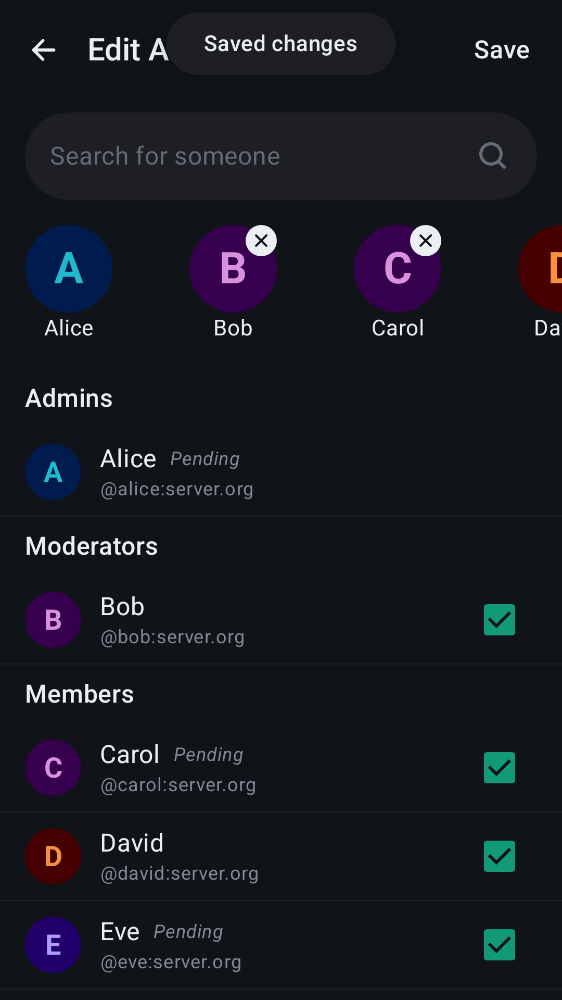 Edit A
Saved changes
Save
Search for someone
A
B
C
D
Alice
Bob
Carol
Da
Admins
A
Alice Pending
@alice:server.org
Moderators
B
Bob
@bob:server.org
Members
C
Carol Pending
@carol:server.org
D
David
@david:server.org
E
Eve Pending
@eve:server.org